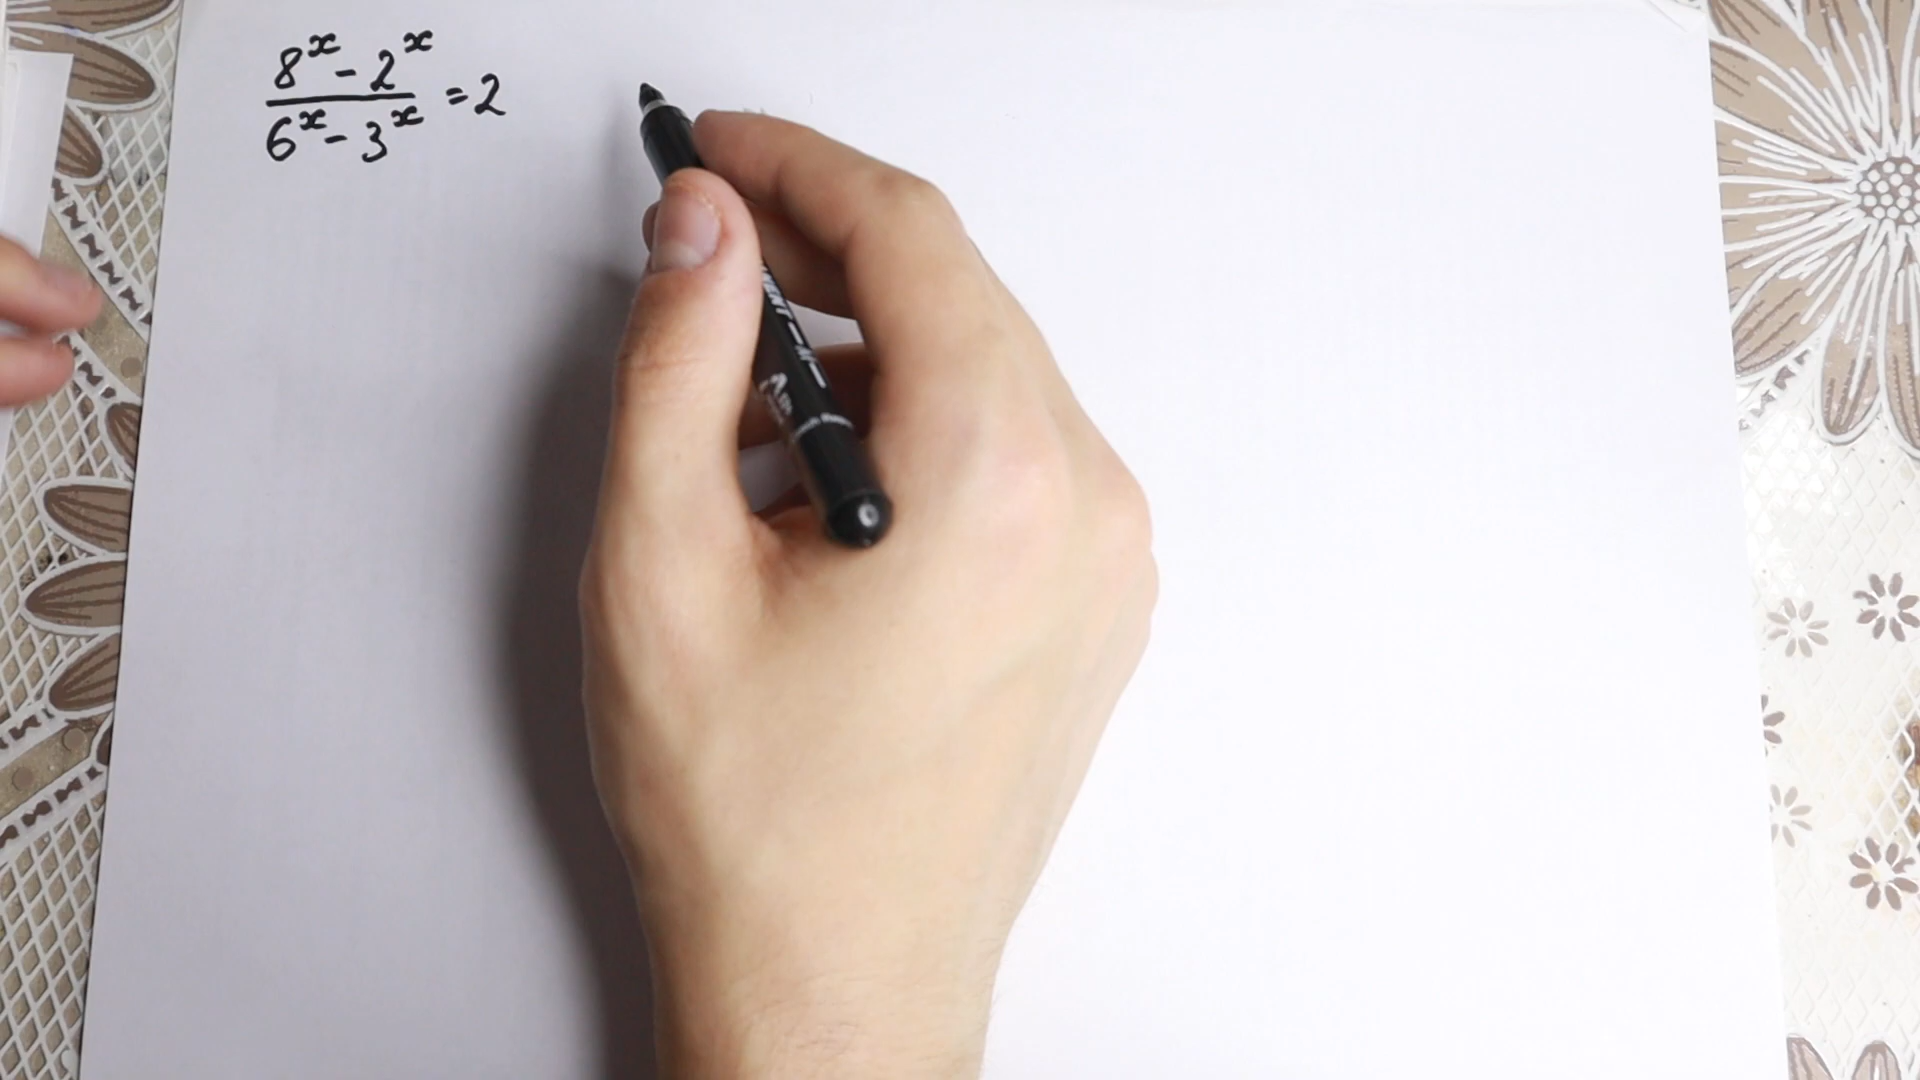 8^x - 2^x
6^x - 3^x
= 2